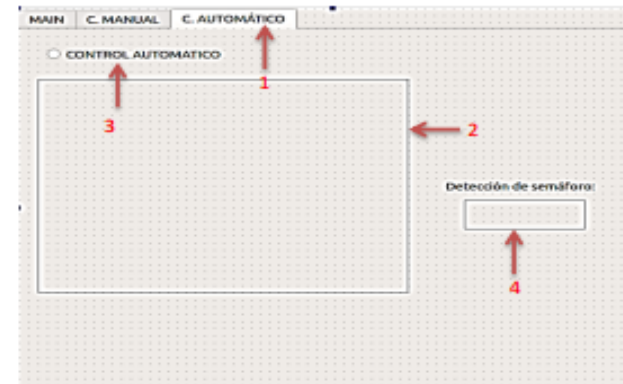 MAIN C. MANUAL C. AUTOMÁTICO
CONTROL AUTOMATICO
1
3
2
Detección de semáforo:
4